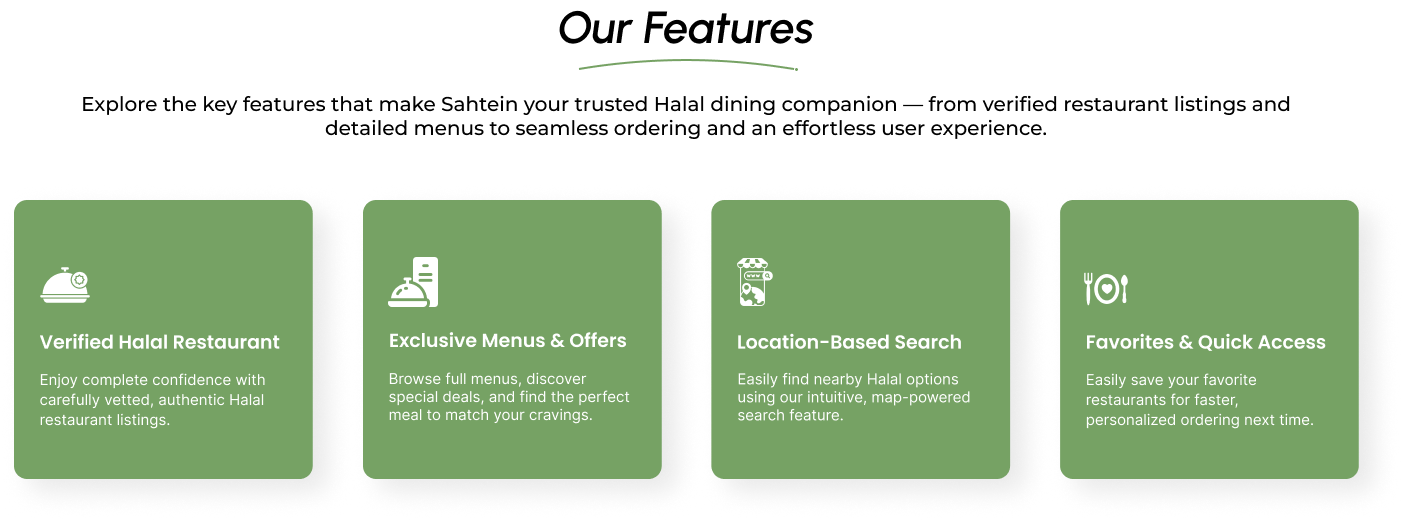 Our Features
Explore the key features that make Sahtein your trusted Halal dining companion — from verified restaurant listings and
detailed menus to seamless ordering and an effortless user experience.
Verified Halal Restaurant
Enjoy complete confidence with
carefully vetted, authentic Halal
restaurant listings.
Exclusive Menus & Offers
Browse full menus, discover
special deals, and find the perfect
meal to match your cravings.
Location-Based Search
Easily find nearby Halal options
using our intuitive, map-powered
search feature.
Favorites & Quick Access
Easily save your favorite
restaurants for faster,
personalized ordering next time.